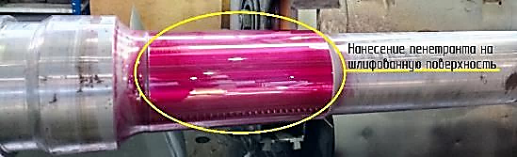 Нанесение пенетранта на
шлифованную поверхность